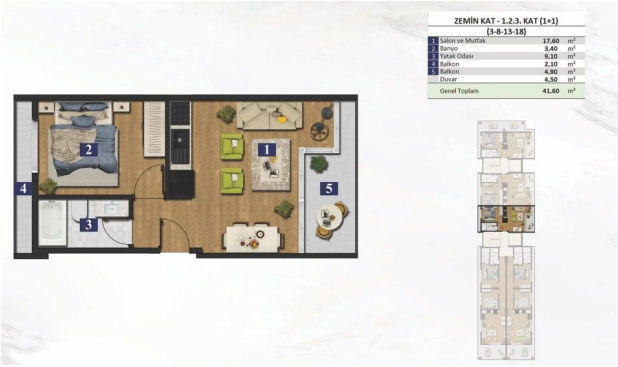 ZEMİN KAT - 1.2.3. KAT (1+1)
(3-8-13-18)
1 Salon ve Mutfak 17,60 m²
2 Banyo 3,40 m²
3 Yatak Odası 9,10 m²
4 Balkon 2,10 m²
5 Balkon 4,90 m²
Duvar 4,50 m²
Genel Toplam 41,60 m²
2
1
4
5
3